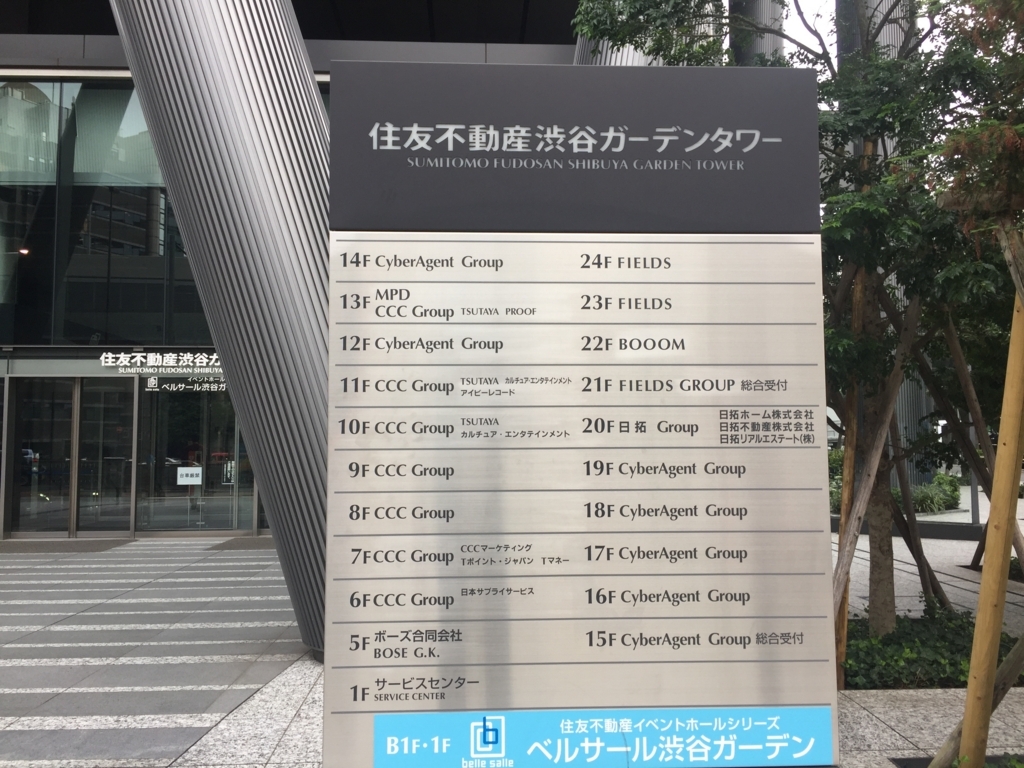 住友不動産渋谷ガーデンタワー
SUMITOMO FUDOSAN SHIBUYA GARDEN TOWER
14F CyberAgent Group
13F MPD
CCC Group TSUTAYA PROOF
12F CyberAgent Group
11F CCC Group TSUTAYA カルチュア・エンタテインメント
アイビーレコード
10F CCC Group TSUTAYA
カルチュア・エンタテインメント
9F CCC Group
8F CCC Group
7F CCC Group CCCマーケティング
Tポイント・ジャパン Tマネー
6F CCC Group 日本サプライサービス
5F ボーズ合同会社
BOSE G.K.
1F サービスセンター
SERVICE CENTER
24F FIELDS
23F FIELDS
22F BOOOM
21F FIELDS GROUP 総合受付
20F 日拓 Group 日拓ホーム株式会社
日拓不動産株式会社
日拓リアルエステート(株)
19F CyberAgent Group
18F CyberAgent Group
17F CyberAgent Group
16F CyberAgent Group
15F CyberAgent Group 総合受付
B1F・1F
belle salle
住友不動産イベントホールシリーズ
ベルサール渋谷ガーデン
住友不動産渋谷ガ
SUMITOMO FUDOSAN SHIBUYA
イベントホール
ベルサール渋谷ガ